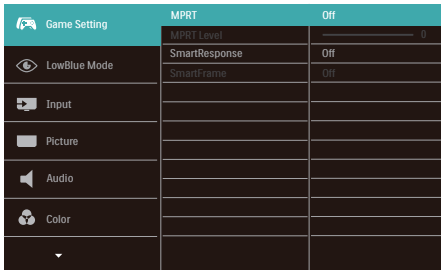 Game Setting
LowBlue Mode
Input
Picture
Audio
Color
MPRT Off
MPRT Level 0
SmartResponse Off
SmartFrame Off